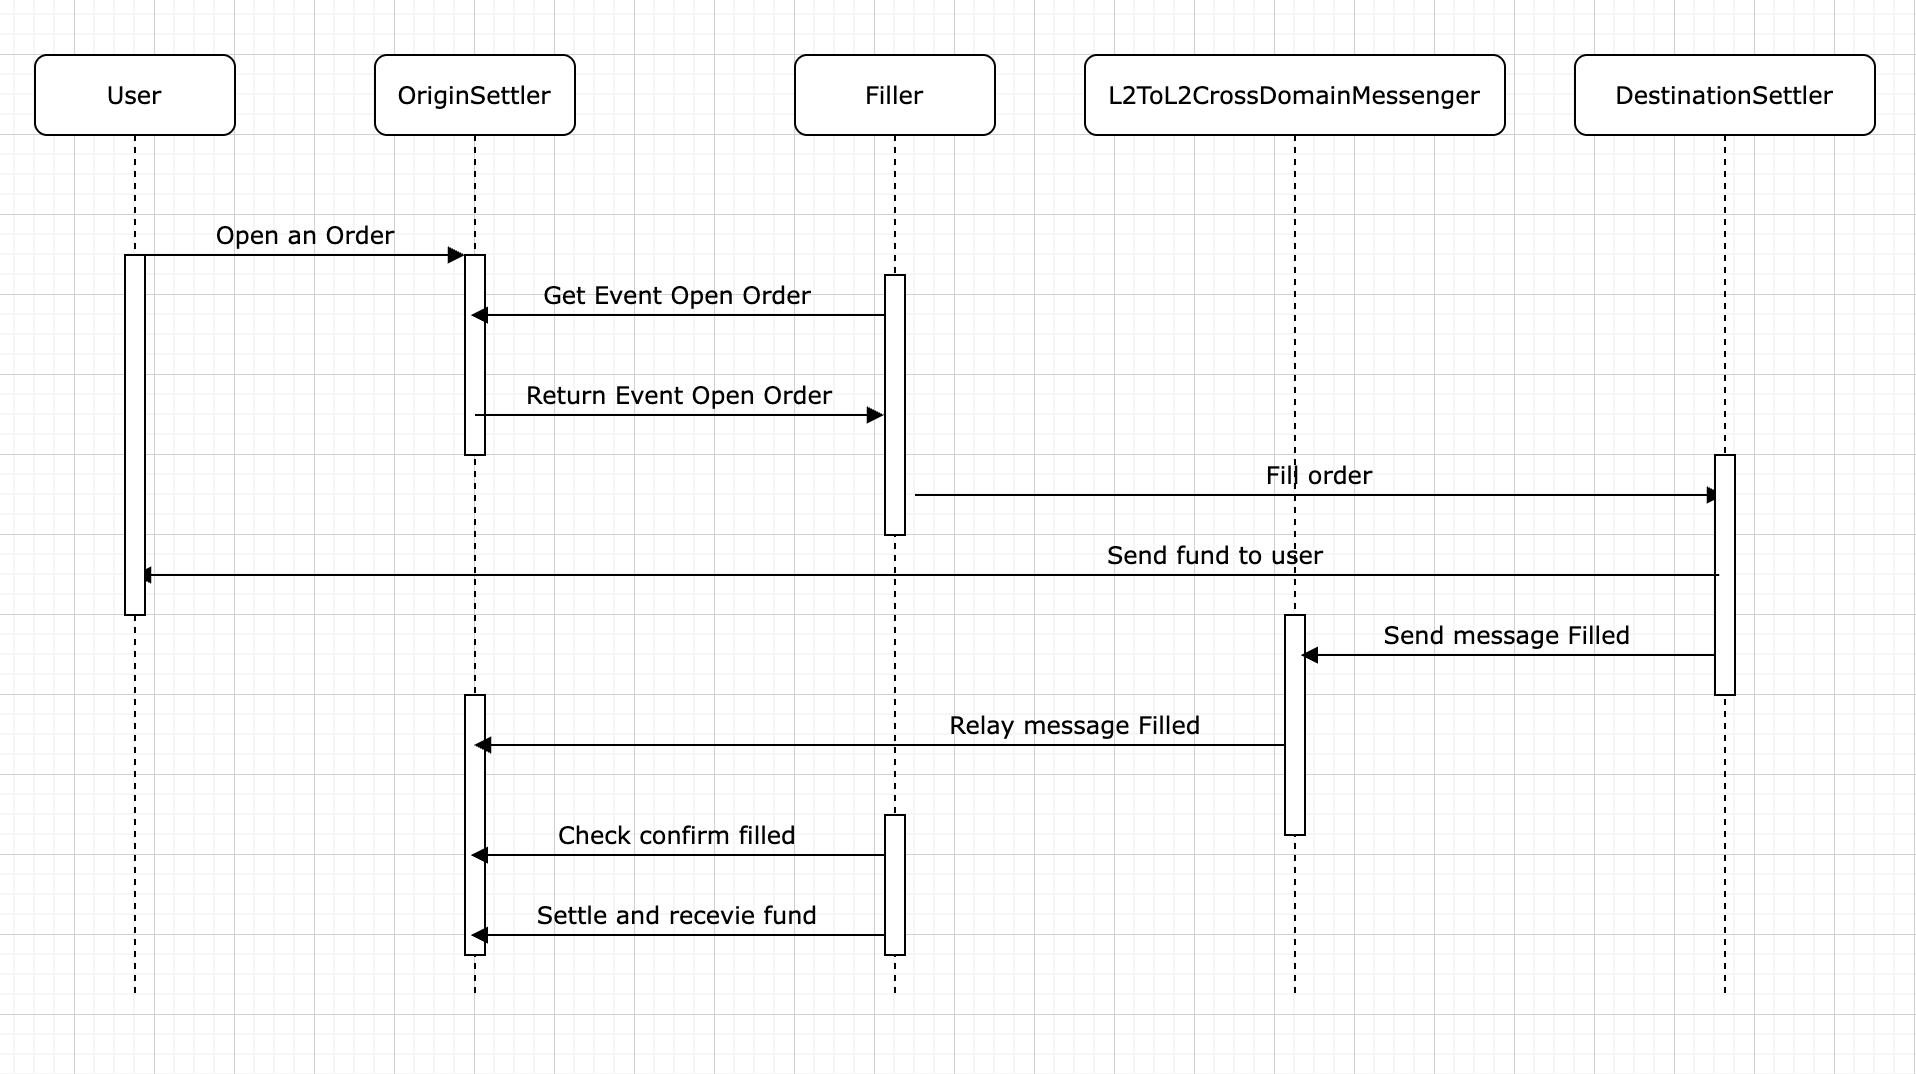 User
OriginSettler
Filler
L2ToL2CrossDomainMessenger
DestinationSettler
Open an Order
Get Event Open Order
Return Event Open Order
Fill order
Send fund to user
Send message Filled
Relay message Filled
Check confirm filled
Settle and recevie fund